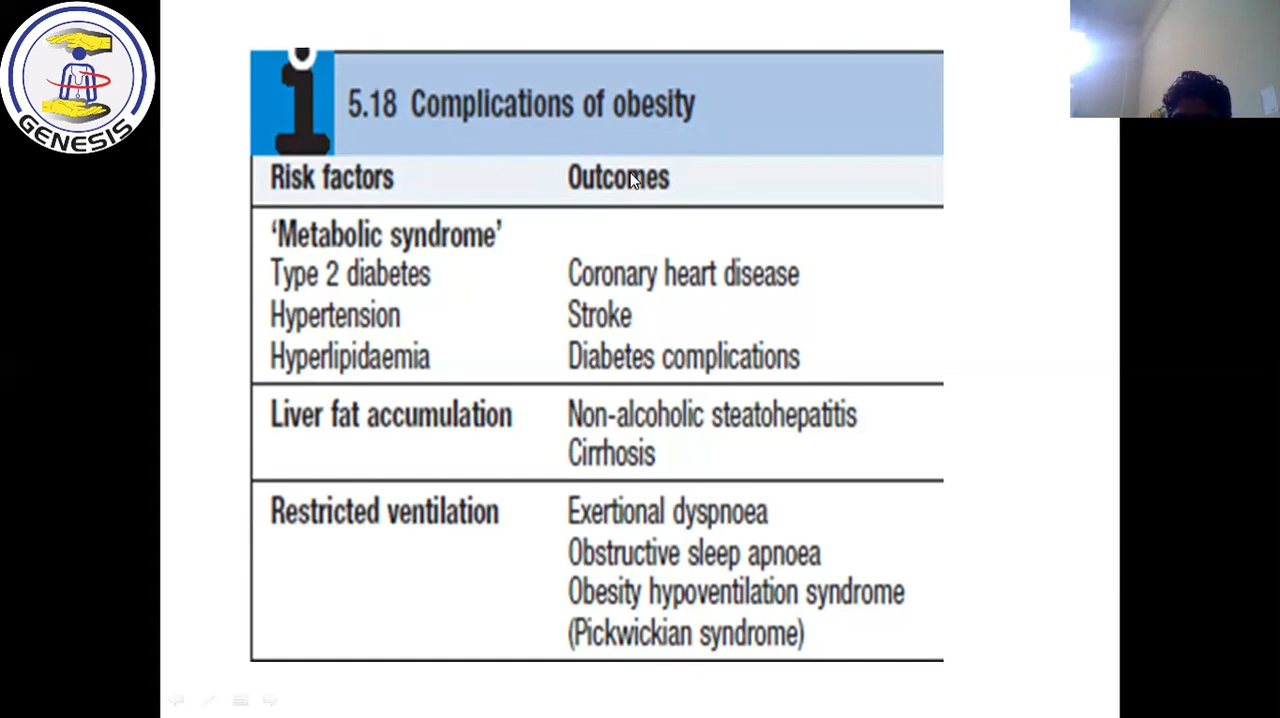 GENESIS
i 5.18 Complications of obesity
Risk factors Outcomes
‘Metabolic syndrome’
Type 2 diabetes Coronary heart disease
Hypertension Stroke
Hyperlipidaemia Diabetes complications
Liver fat accumulation Non-alcoholic steatohepatitis
Cirrhosis
Restricted ventilation Exertional dyspnoea
Obstructive sleep apnoea
Obesity hypoventilation syndrome
(Pickwickian syndrome)